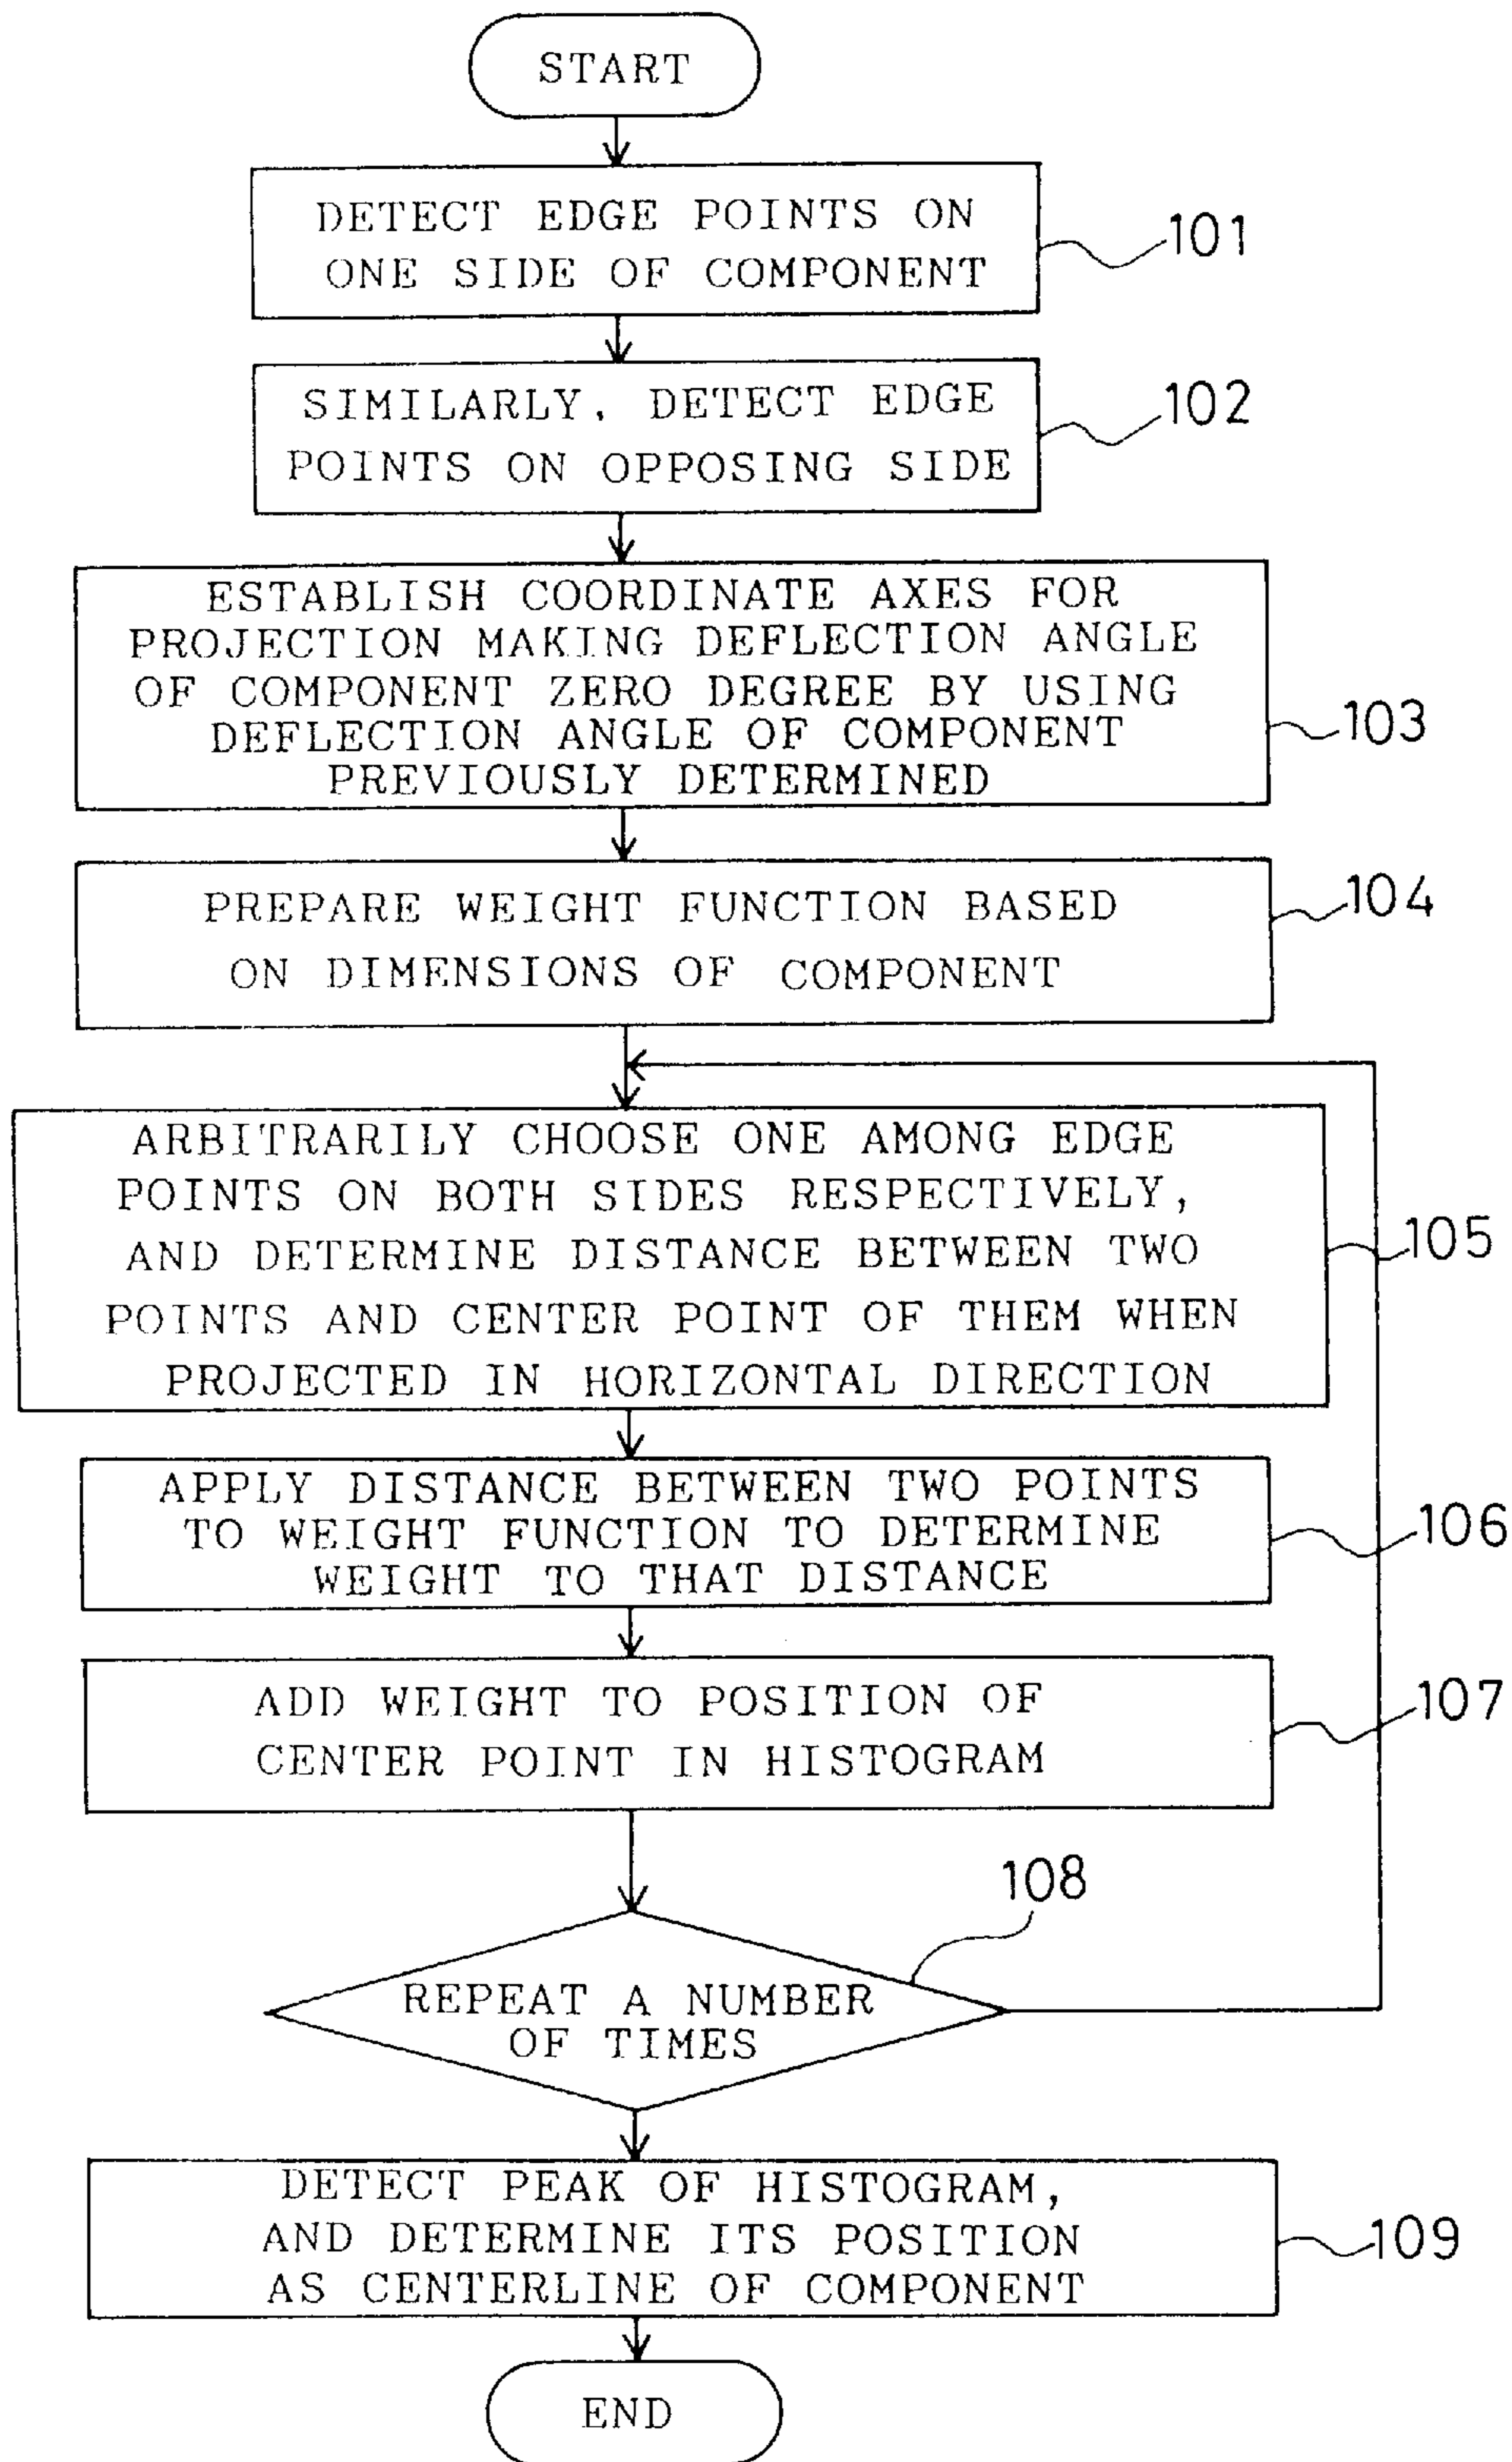 START
DETECT EDGE POINTS ON
ONE SIDE OF COMPONENT
101
SIMILARLY, DETECT EDGE
POINTS ON OPPOSING SIDE
102
ESTABLISH COORDINATE AXES FOR
PROJECTION MAKING DEFLECTION ANGLE
OF COMPONENT ZERO DEGREE BY USING
DEFLECTION ANGLE OF COMPONENT
PREVIOUSLY DETERMINED
103
PREPARE WEIGHT FUNCTION BASED
ON DIMENSIONS OF COMPONENT
104
ARBITRARILY CHOOSE ONE AMONG EDGE
POINTS ON BOTH SIDES RESPECTIVELY,
AND DETERMINE DISTANCE BETWEEN TWO
POINTS AND CENTER POINT OF THEM WHEN
PROJECTED IN HORIZONTAL DIRECTION
105
APPLY DISTANCE BETWEEN TWO POINTS
TO WEIGHT FUNCTION TO DETERMINE
WEIGHT TO THAT DISTANCE
106
ADD WEIGHT TO POSITION OF
CENTER POINT IN HISTOGRAM
107
108
REPEAT A NUMBER
OF TIMES
DETECT PEAK OF HISTOGRAM,
AND DETERMINE ITS POSITION
AS CENTERLINE OF COMPONENT
109
END